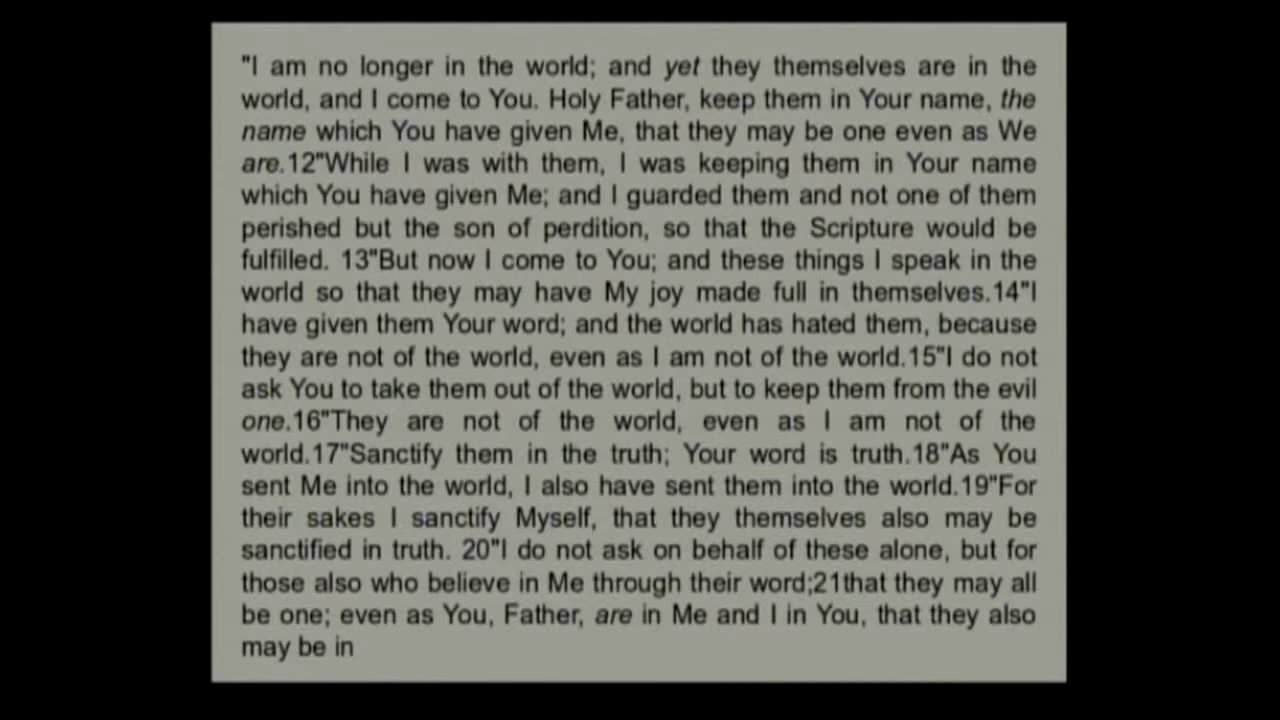 "I am no longer in the world; and yet they themselves are in the
world, and I come to You. Holy Father, keep them in Your name, the
name which You have given Me, that they may be one even as We
are.12"While I was with them, I was keeping them in Your name
which You have given Me; and I guarded them and not one of them
perished but the son of perdition, so that the Scripture would be
fulfilled. 13"But now I come to You; and these things I speak in the
world so that they may have My joy made full in themselves.14"I
have given them Your word; and the world has hated them, because
they are not of the world, even as I am not of the world.15"I do not
ask You to take them out of the world, but to keep them from the evil
one.16"They are not of the world, even as I am not of the
world.17"Sanctify them in the truth; Your word is truth.18"As You
sent Me into the world, I also have sent them into the world.19"For
their sakes I sanctify Myself, that they themselves also may be
sanctified in truth. 20"I do not ask on behalf of these alone, but for
those also who believe in Me through their word;21that they may all
be one; even as You, Father, are in Me and I in You, that they also
may be in